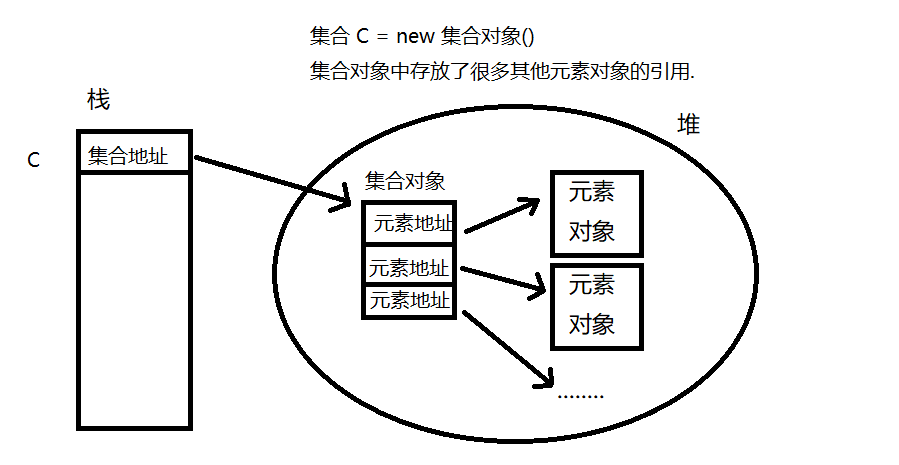 集合 C = new 集合对象()
集合对象中存放了很多其他元素对象的引用.
栈
堆
C
集合地址
集合对象
元素地址
元素地址
元素地址
元素
对象
元素
对象
........